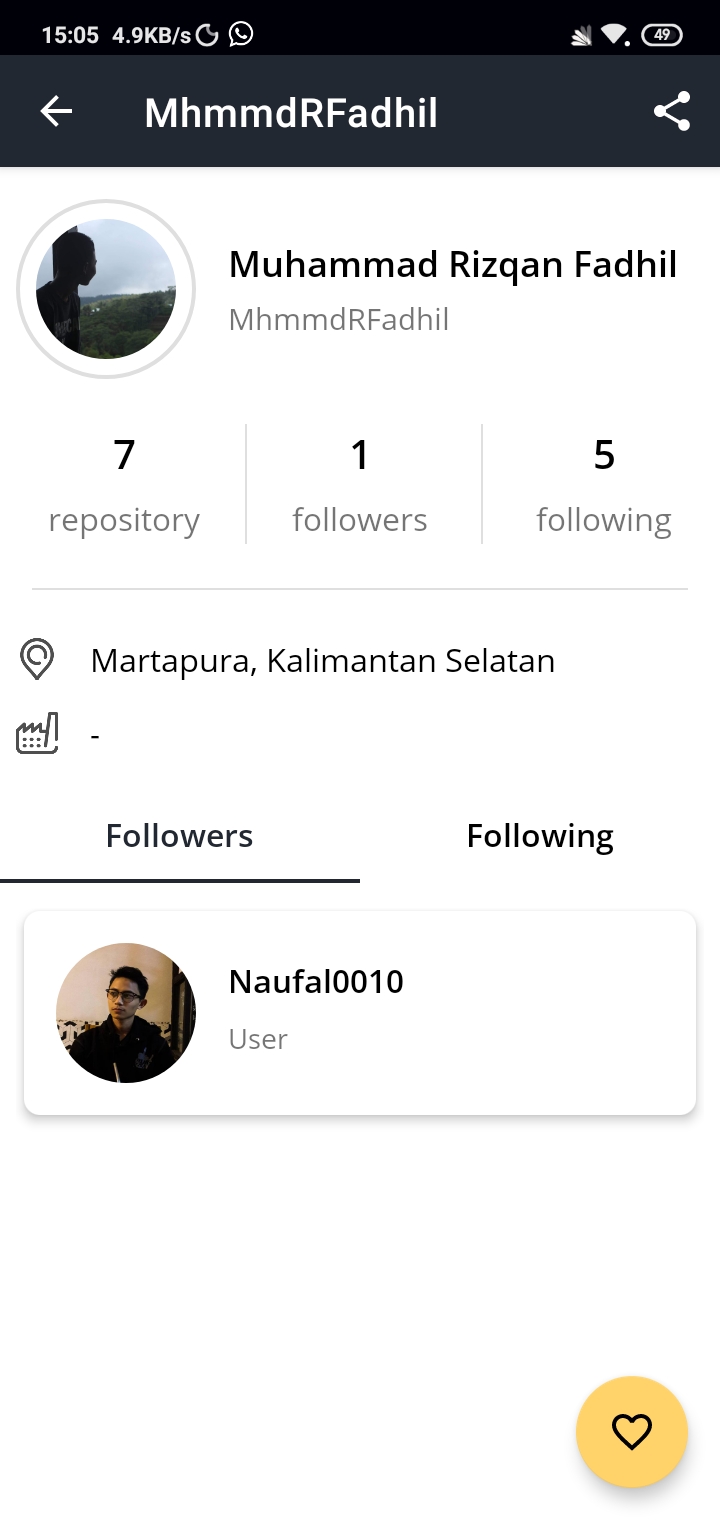 15:05 4.9KB/s 49
MhmmdRFadhil
Muhammad Rizqan Fadhil
MhmmdRFadhil
7 1 5
repository followers following
Martapura, Kalimantan Selatan
-
Followers Following
Naufal0010
User